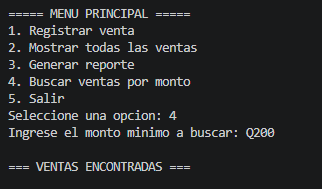 ===== MENU PRINCIPAL =====
1. Registrar venta
2. Mostrar todas las ventas
3. Generar reporte
4. Buscar ventas por monto
5. Salir
Seleccione una opcion: 4
Ingrese el monto minimo a buscar: Q200
=== VENTAS ENCONTRADAS ===